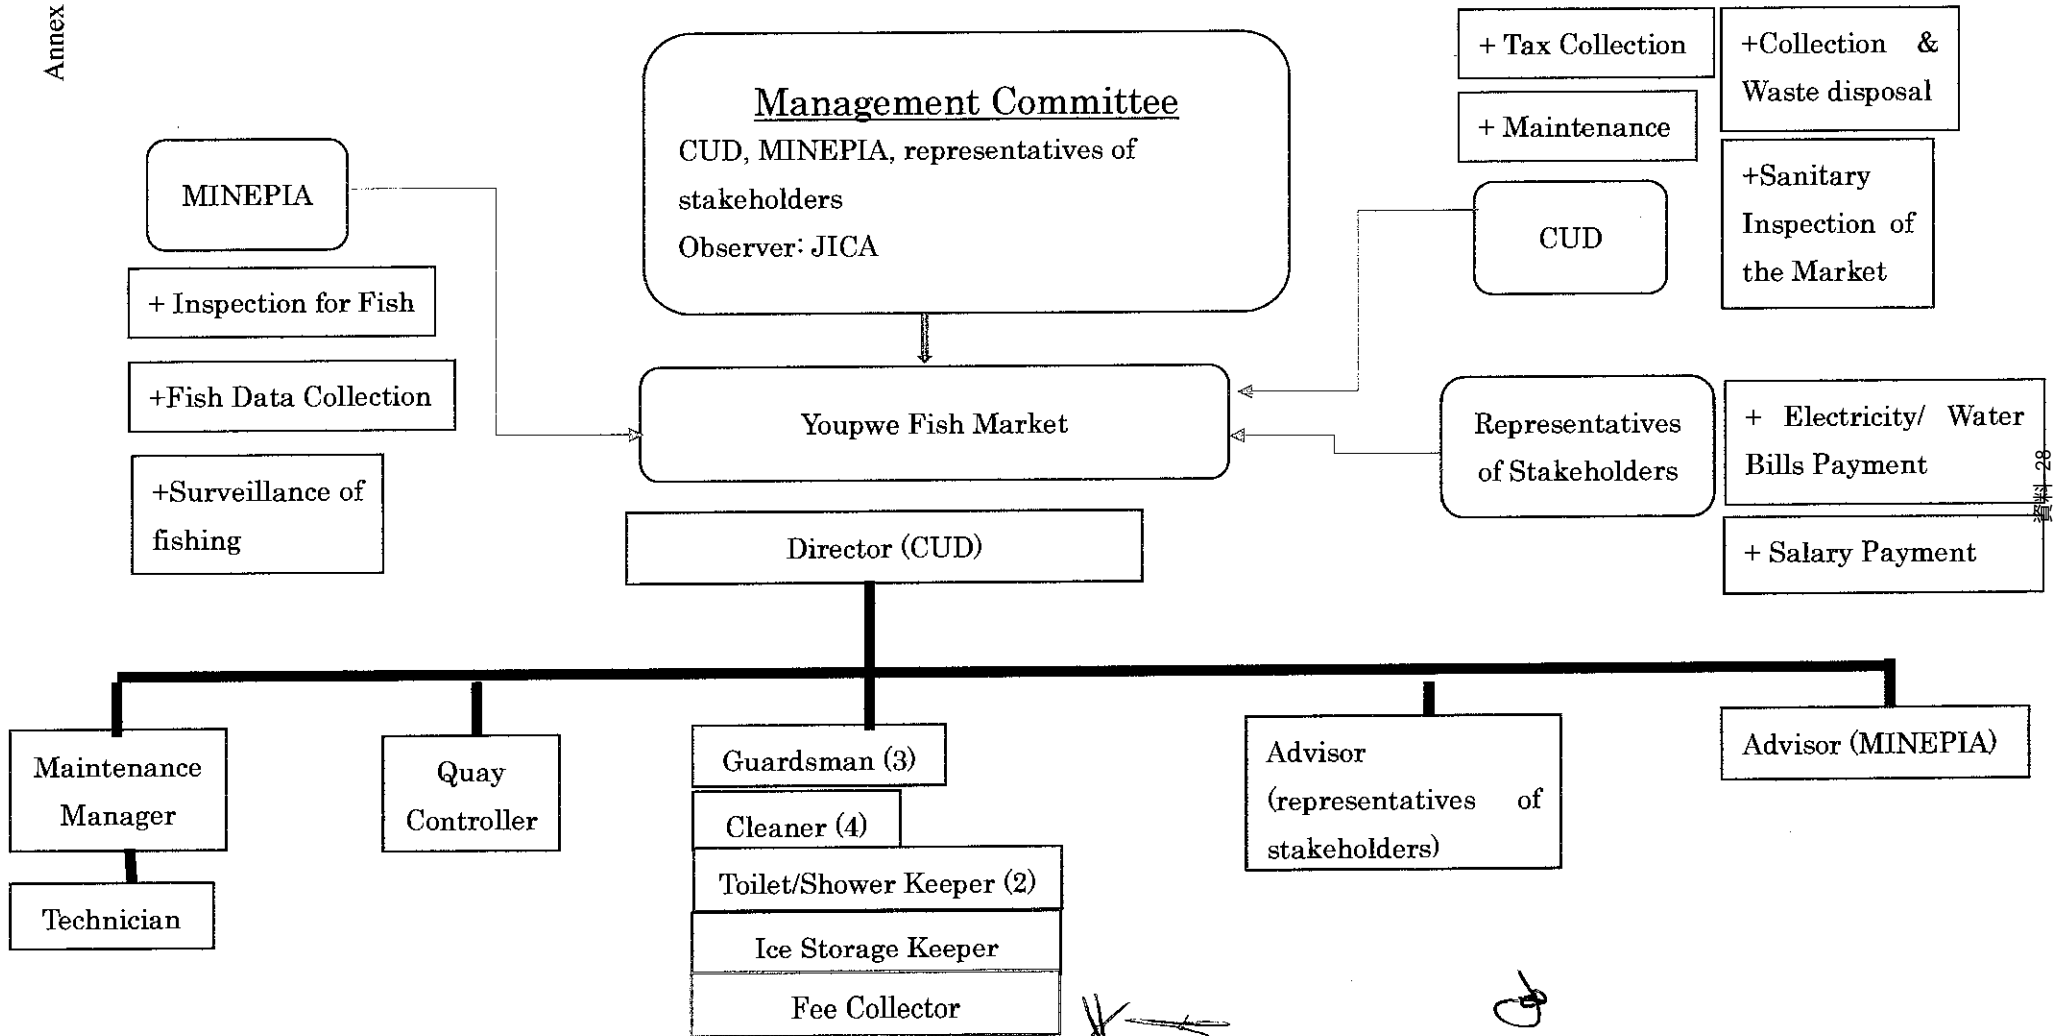 Annex
Management Committee
CUD, MINEPIA, representatives of
stakeholders
Observer: JICA
MINEPIA
+ Inspection for Fish
+Fish Data Collection
+Surveillance of
fishing
+ Tax Collection
+ Maintenance
+Collection & 
Waste disposal
+Sanitary
Inspection of
the Market
CUD
Youpwe Fish Market
Representatives
of Stakeholders
+ Electricity/ Water
Bills Payment
+ Salary Payment
資料-28
Director (CUD)
Maintenance
Manager
Technician
Quay
Controller
Guardsman (3)
Cleaner (4)
Toilet/Shower Keeper (2)
Ice Storage Keeper
Fee Collector
Advisor
(representatives of
stakeholders)
Advisor (MINEPIA)